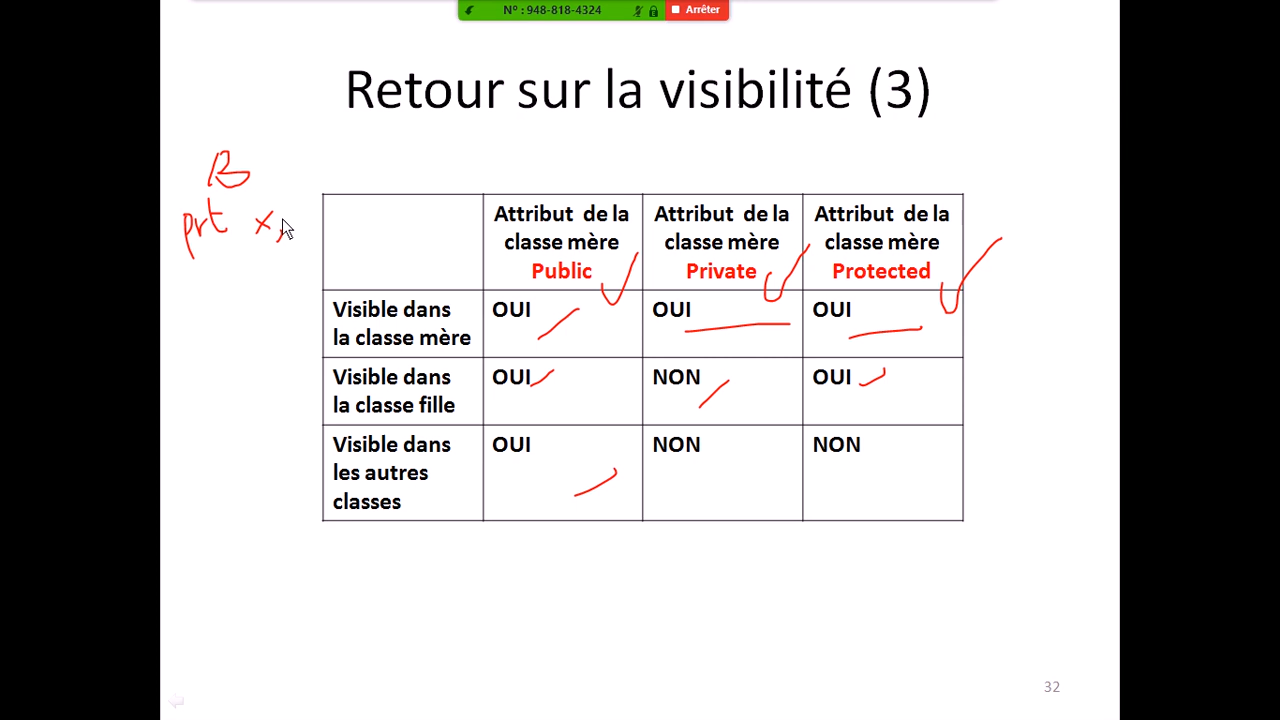 N° : 948-818-4324 Arrêter
Retour sur la visibilité (3)
B
prt x,
Attribut de la classe mère Public
Attribut de la classe mère Private
Attribut de la classe mère Protected
Visible dans la classe mère
OUI
OUI
OUI
Visible dans la classe fille
OUI
NON
OUI
Visible dans les autres classes
OUI
NON
NON
32